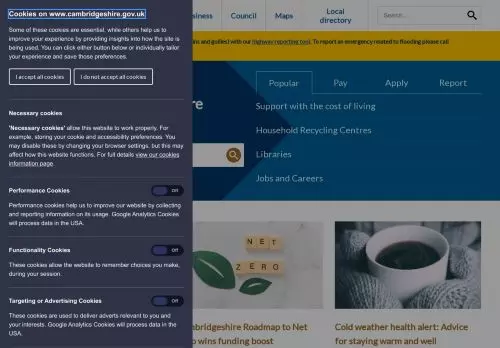 Cookies on www.cambridgeshire.gov.uk
Some of these cookies are essential, while others help us to
improve your experience by providing insights into how the site is
being used. You can click either button below or individually tailor
your experience and save those preferences.
I accept all cookies
I do not accept all cookies
Necessary cookies
'Necessary cookies' allow this website to work properly. For
example, storing your cookie and accessibility preferences. You
may disable these by changing your browser settings, but this may
affect how this website functions. For full details view our cookies
information page.
Performance Cookies
Off
Performance cookies help us to improve our website by collecting
and reporting information on its usage. Google Analytics Cookies
will process data in the USA.
Functionality Cookies
Off
These cookies allow the website to remember choices you make,
during your session.
Targeting or Advertising Cookies
Off
These cookies are used to deliver adverts relevant to you and
your interests. Google Analytics Cookies will process data in the
USA.
siness
Council
Maps
Local
directory
ns and gullies) with our highway reporting tool. To report an emergency related to flooding please call
re
Popular
Pay
Apply
Report
Support with the cost of living
Household Recycling Centres
Libraries
Jobs and Careers
NET
ZERO
mbridgeshire Roadmap to Net
o wins funding boost
Cold weather health alert: Advice
for staying warm and well